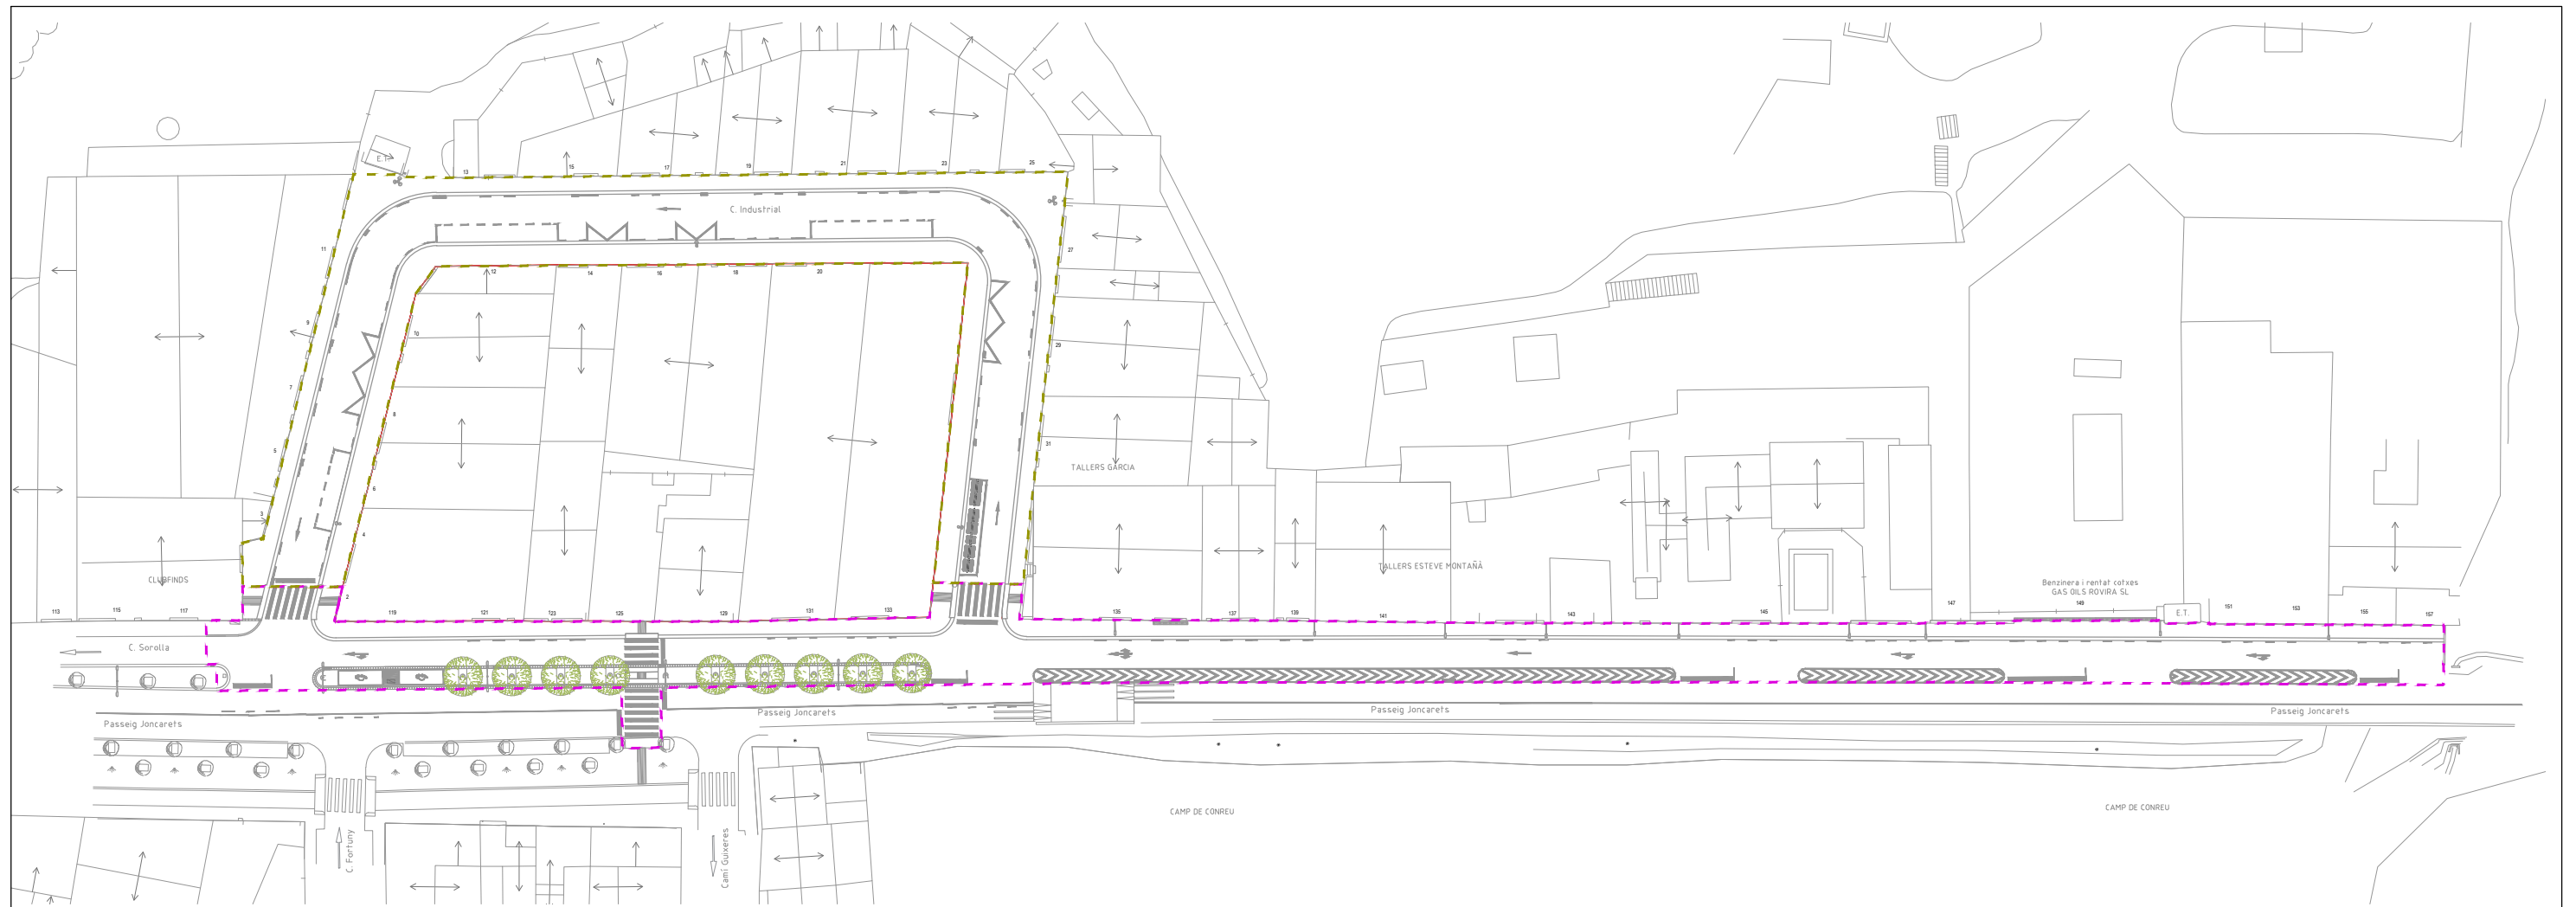 E.T.
13
15
17
19
21
23
25
C. Industrial
11
27
12
14
16
18
20
9
10
29
7
8
31
5
TALLERS GARCIA
6
3
4
CLUBFINDS
TALLERS ESTEVE MONTAÑÀ
Benzinera i rentat cotxes
GAS OILS ROVIRA SL
2
113
115
117
119
121
123
125
129
131
133
135
137
139
141
143
145
147
149
E.T.
151
153
155
157
C. Sorolla
Passeig Joncarets
Passeig Joncarets
Passeig Joncarets
Passeig Joncarets
CAMP DE CONREU
CAMP DE CONREU
C. Fortuny
Camí Guixeres